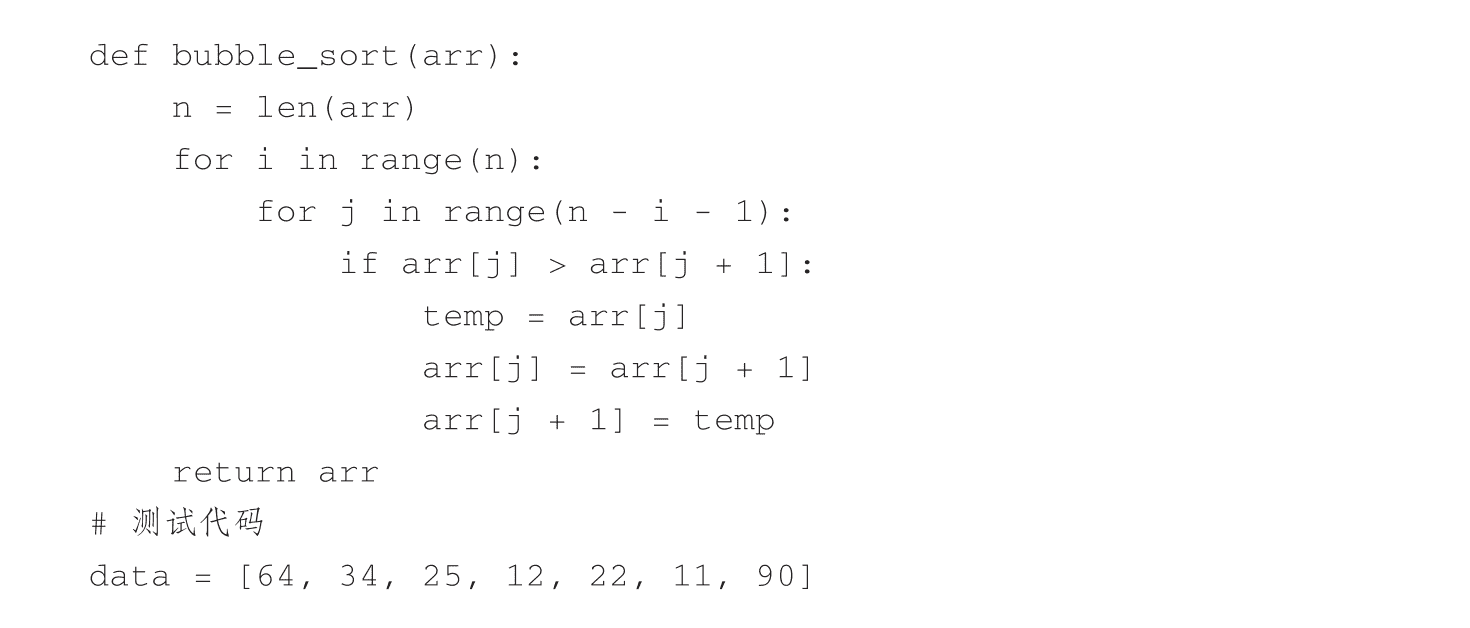 def bubble_sort(arr):
    n = len(arr)
    for i in range(n):
        for j in range(n - i - 1):
            if arr[j] > arr[j + 1]:
                temp = arr[j]
                arr[j] = arr[j + 1]
                arr[j + 1] = temp
    return arr
# 测试代码
data = [64, 34, 25, 12, 22, 11, 90]